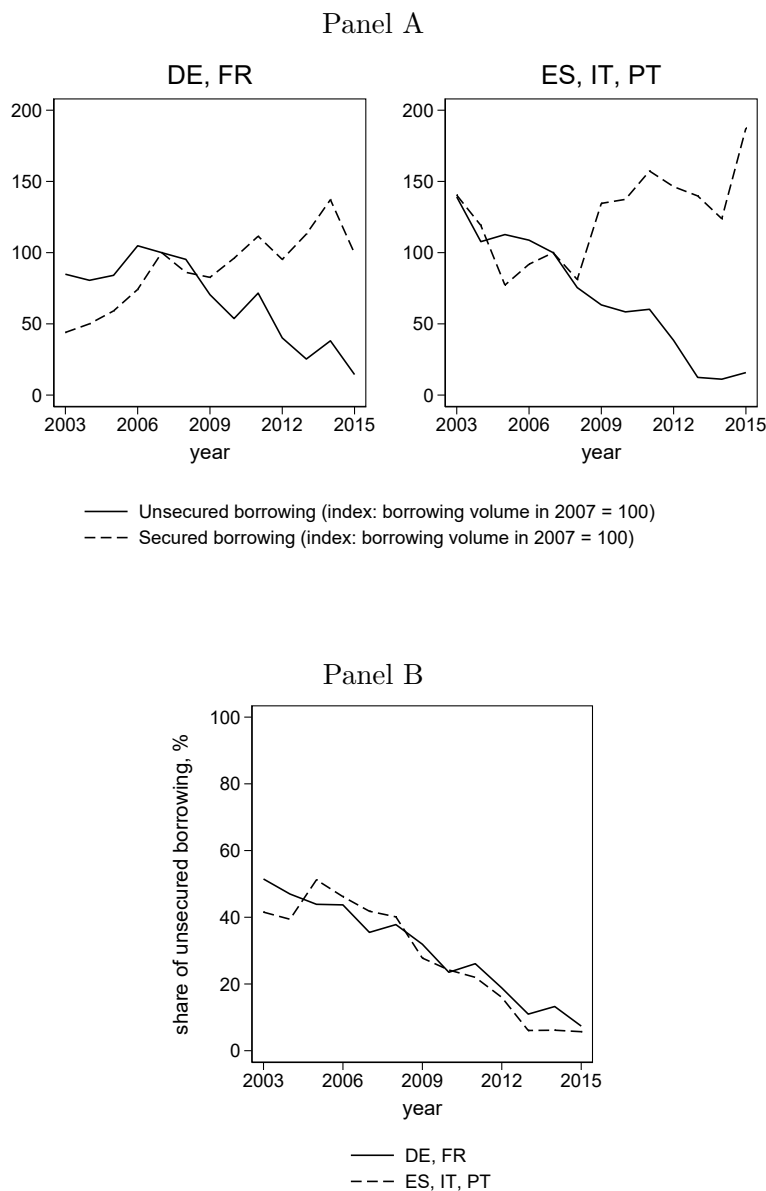 Panel A
DE, FR
ES, IT, PT
200
150
100
50
0
2003 2006 2009 2012 2015
year
200
150
100
50
0
2003 2006 2009 2012 2015
year
Unsecured borrowing (index: borrowing volume in 2007 = 100)
Secured borrowing (index: borrowing volume in 2007 = 100)
Panel B
share of unsecured borrowing, %
100
80
60
40
20
0
2003 2006 2009 2012 2015
year
DE, FR
ES, IT, PT